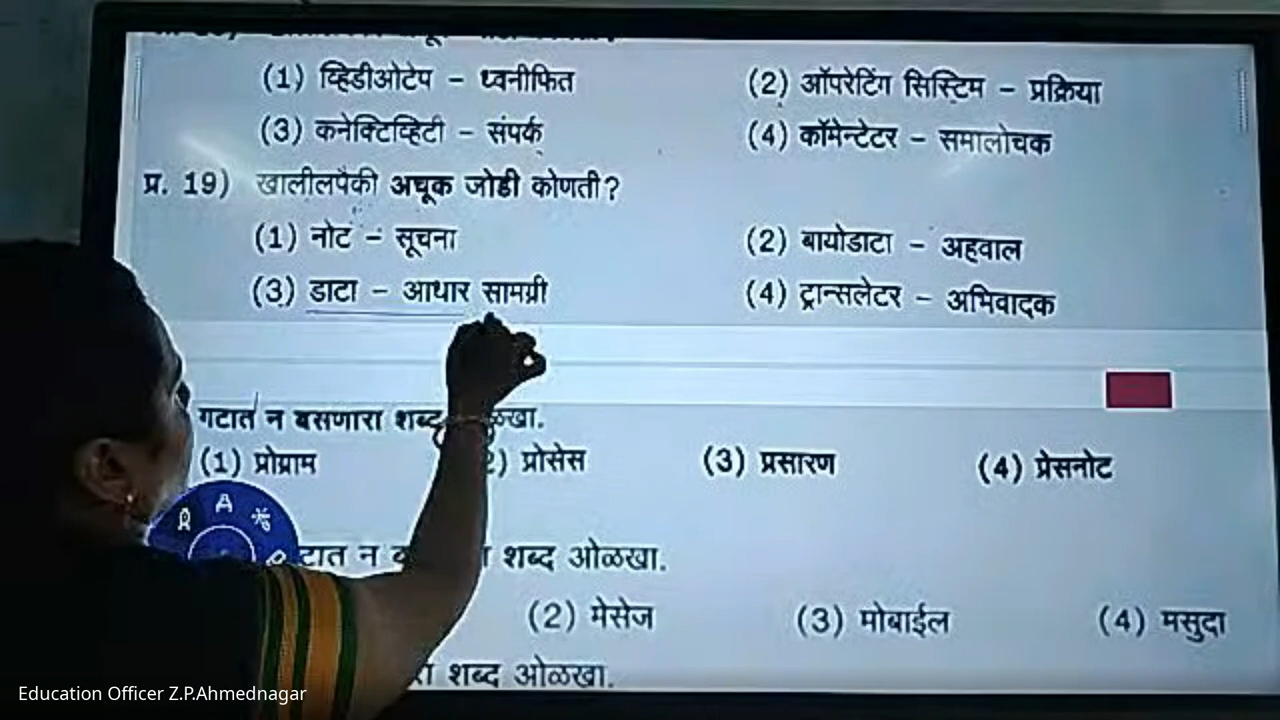 (1) व्हिडीओटेप – ध्वनीफित (2) ऑपरेटिंग सिस्टिम – प्रक्रिया
(3) कनेक्टिव्हिटी – संपर्क (4) कॉमेन्टेटर – समालोचक
प्र. 19) खालीलपैकी अचूक जोडी कोणती?
(1) नोट – सूचना (2) बायोडाटा – अहवाल
(3) डाटा – आधार सामग्री (4) ट्रान्सलेटर – अभिवादक
गटात न बसणारा शब्द
(1) प्रोग्राम 2) प्रोसेस (3) प्रसारण (4) प्रेसनोट
शब्द ओळखा.
(2) मेसेज (3) मोबाईल (4) मसुदा
शब्द ओळखा.
Education Officer Z.P.Ahmednagar